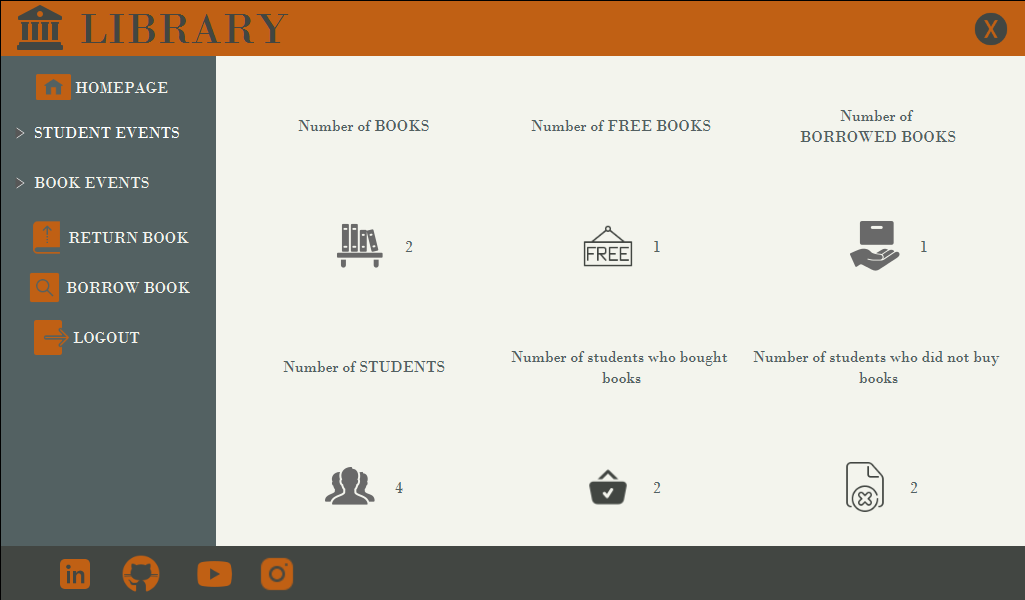 LIBRARY
X
HOMEPAGE
> STUDENT EVENTS
> BOOK EVENTS
RETURN BOOK
BORROW BOOK
LOGOUT
Number of BOOKS
Number of FREE BOOKS
Number of
BORROWED BOOKS
2
FREE
1
1
Number of STUDENTS
Number of students who bought
books
Number of students who did not buy
books
4
2
2
in